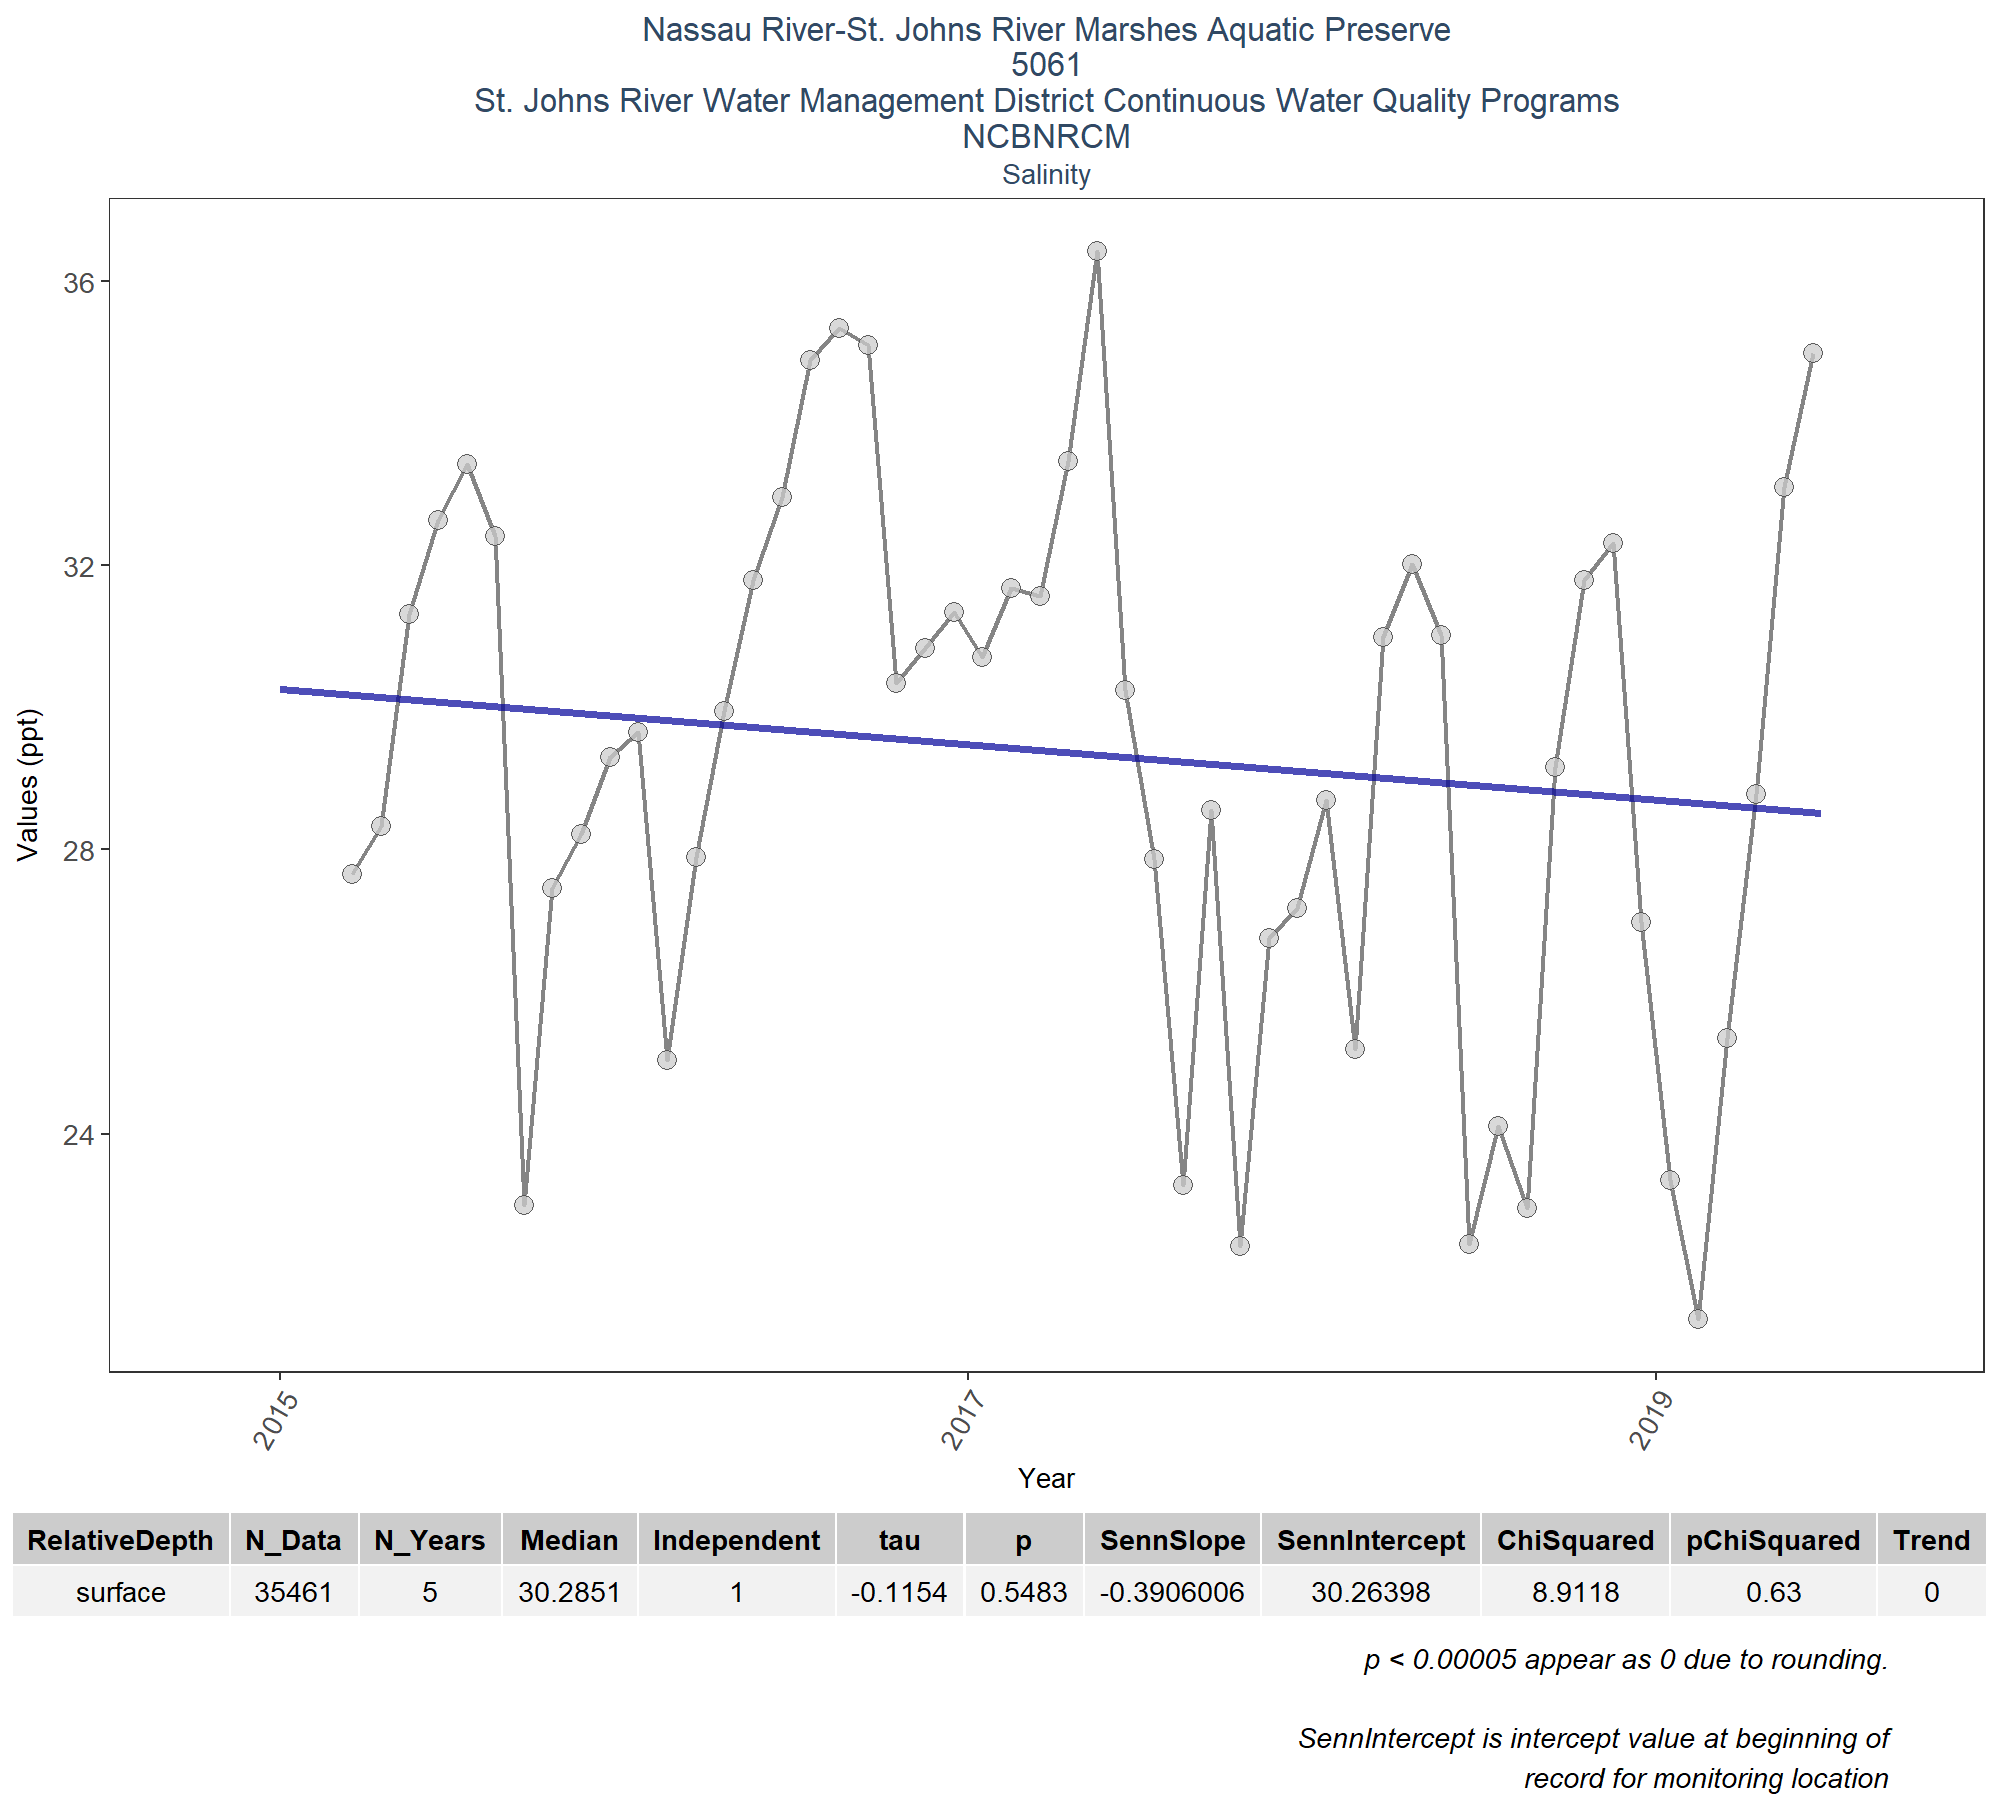 Nassau River-St. Johns River Marshes Aquatic Preserve
5061
St. Johns River Water Management District Continuous Water Quality Programs
NCBNRCM
Salinity
36
32
28
24
Values (ppt)
2015
2017
2019
Year
RelativeDepth N_Data N_Years Median Independent tau p SennSlope SennIntercept ChiSquared pChiSquared Trend
surface 35461 5 30.2851 1 -0.1154 0.5483 -0.3906006 30.26398 8.9118 0.63 0
p < 0.00005 appear as 0 due to rounding.
SennIntercept is intercept value at beginning of
record for monitoring location